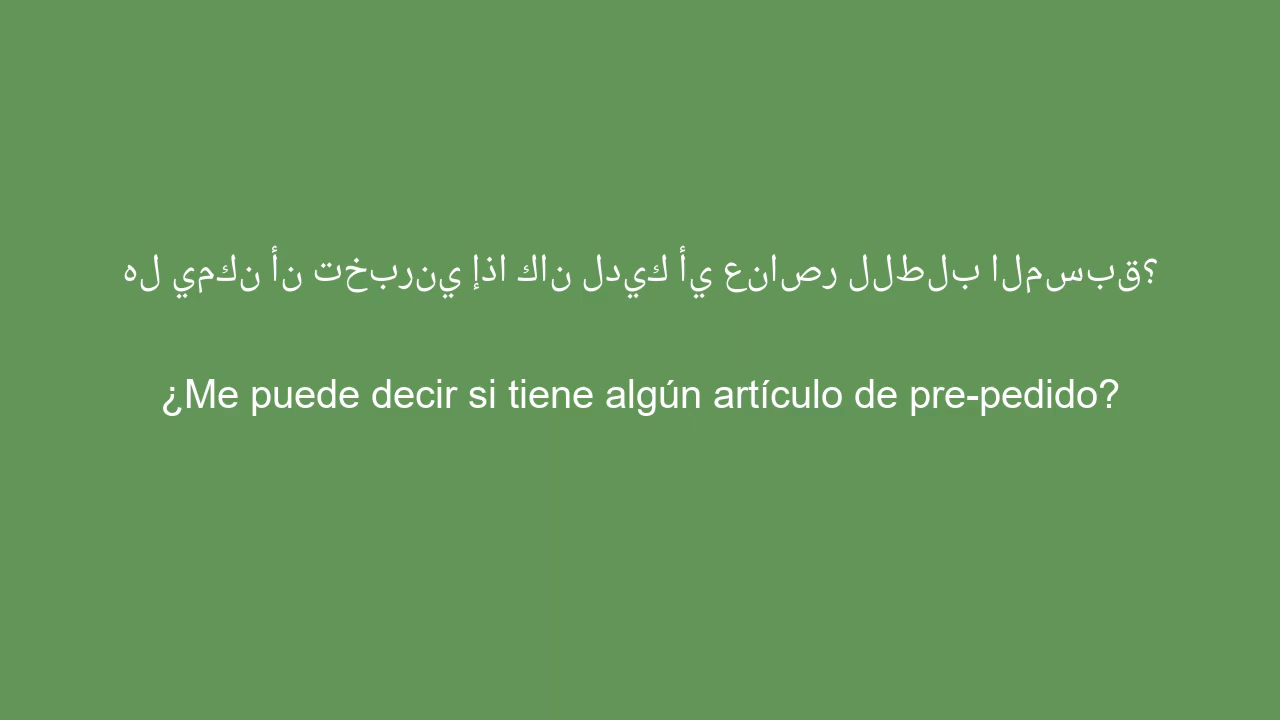 هل يمكن أن تخبرني إذا كان لديك أي عناصر للطلب المسبق؟
¿Me puede decir si tiene algún artículo de pre-pedido?